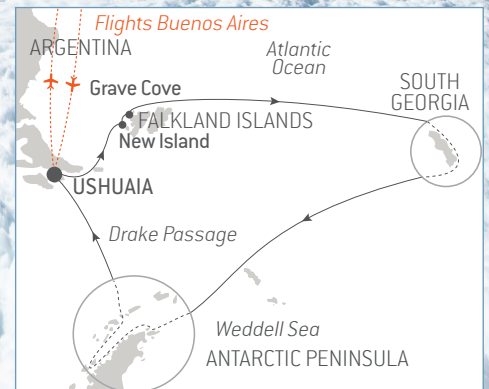 Flights Buenos Aires
ARGENTINA
Atlantic
Ocean
Grave Cove
SOUTH
GEORGIA
FALKLAND ISLANDS
New Island
USHUAIA
Drake Passage
Weddell Sea
ANTARCTIC PENINSULA